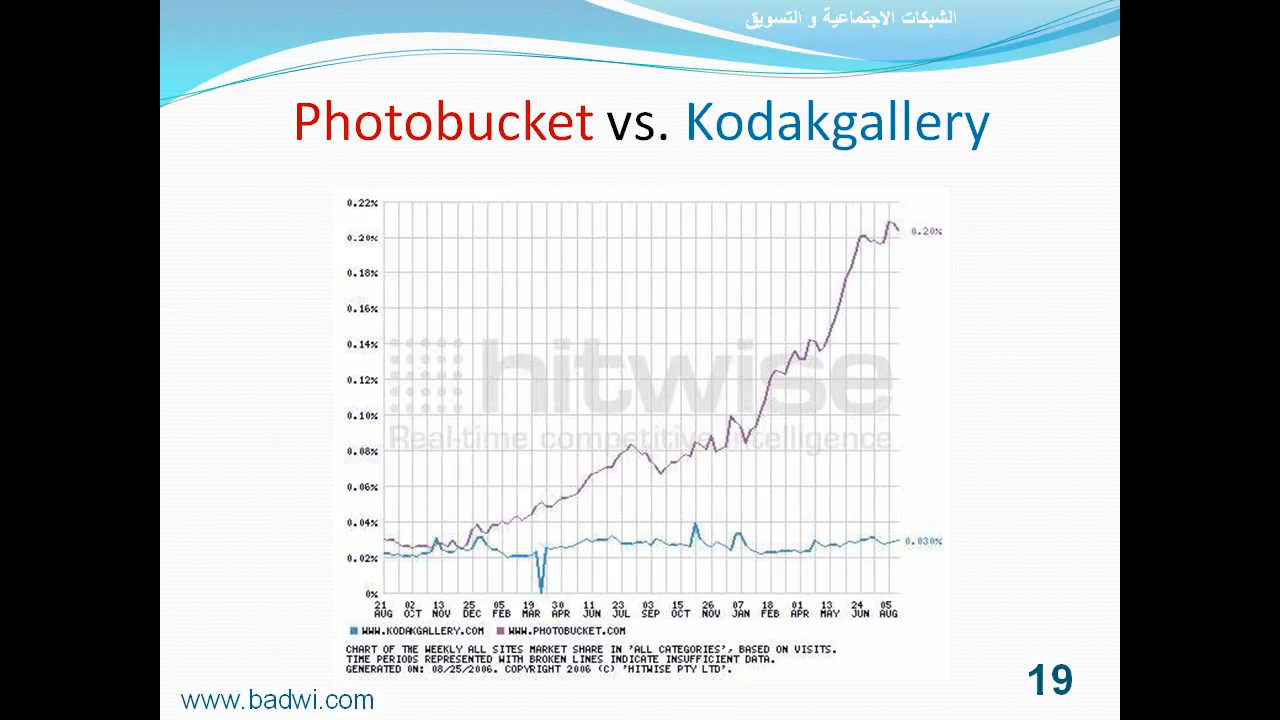 الشبكات الاجتماعية و التسويق
Photobucket vs. Kodakgallery
0.22%
0.20%
0.18%
0.16%
0.14%
0.12%
0.10%
0.08%
0.06%
0.04%
0.02%
0%
0.20%
0.030%
hitwise
Real-time competitive intelligence
21 02 13 25 05 19 30 11 23 03 15 26 07 18 01 13 24 05
AUG OCT NOV DEC FEB MAR APR JUN JUL SEP OCT NOV JAN FEB APR MAY JUN AUG
WWW.KODAKGALLERY.COM WWW.PHOTOBUCKET.COM
CHART OF THE WEEKLY ALL SITES MARKET SHARE IN 'ALL CATEGORIES', BASED ON VISITS.
TIME PERIODS REPRESENTED WITH BROKEN LINES INDICATE INSUFFICIENT DATA.
GENERATED ON: 08/25/2006. COPYRIGHT 2006 (C) 'HITWISE PTY LTD'.
www.badwi.com
19